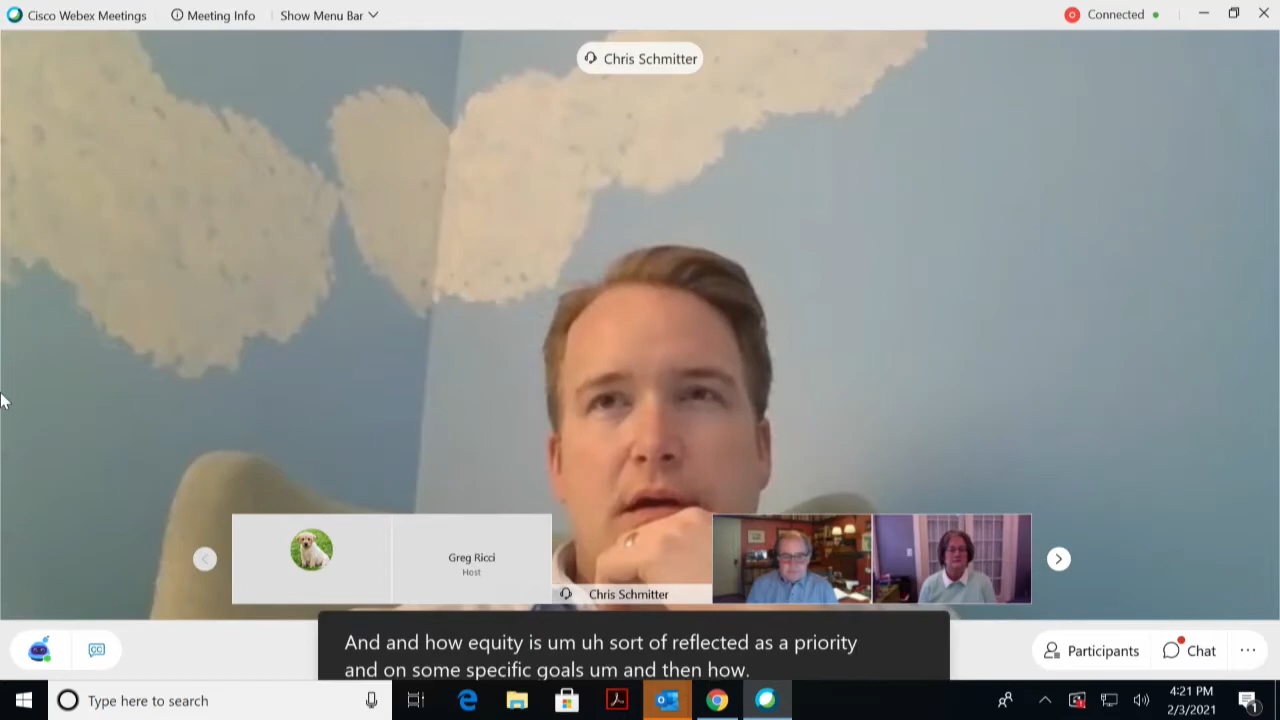 Cisco Webex Meetings
Meeting Info
Show Menu Bar
Connected
Chris Schmitter
Greg Ricci
Host
Chris Schmitter
CC
And and how equity is um uh sort of reflected as a priority
and on some specific goals um and then how.
Participants
Chat
Type here to search
4:21 PM
2/3/2021
1